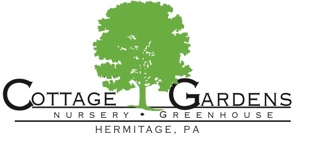 COTTAGE GARDENS
NURSERY • GREENHOUSE
HERMITAGE, PA